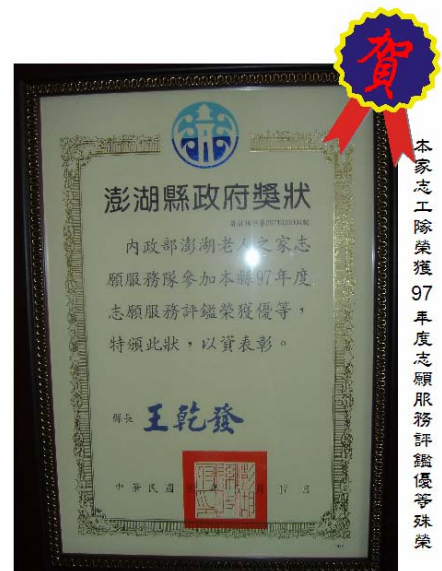 賀
本家志工隊榮獲97年度志願服務評鑑優等殊榮
澎湖縣政府獎狀
內政部澎湖老人之家志
願服務隊參加本縣97年度
志願服務評鑑榮獲優等，
特頒此狀，以資表彰。
縣長 王乾發
中華民國